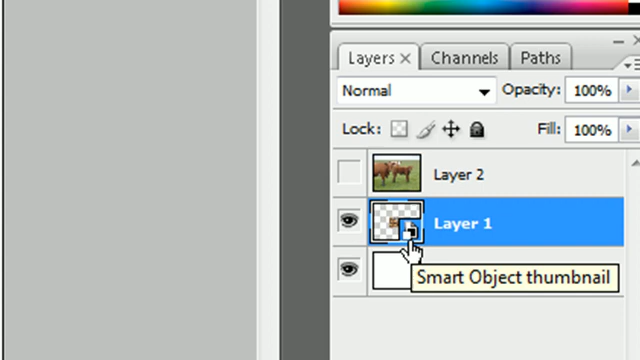 Layers Channels Paths
Normal Opacity: 100%
Lock: Fill: 100%
Layer 2
Layer 1
Smart Object thumbnail